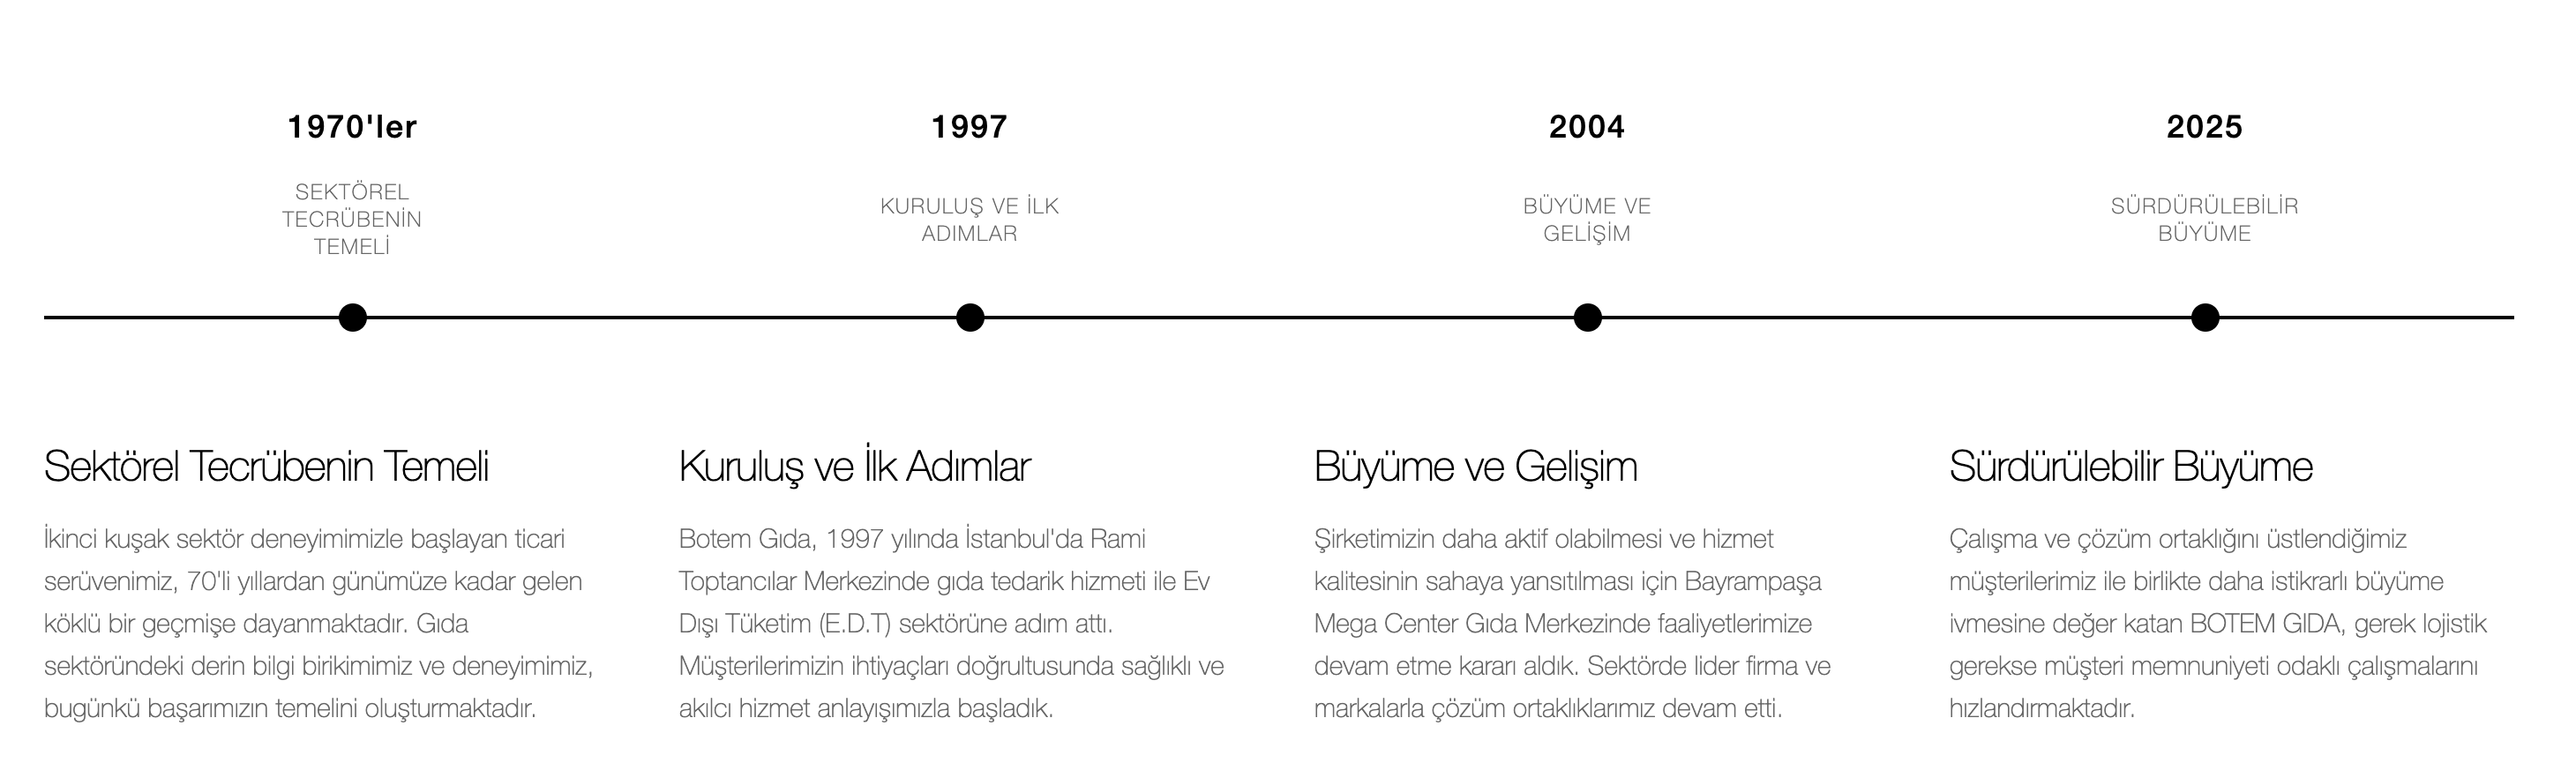 1970'ler
SEKTÖREL
TECRÜBENİN
TEMELİ
1997
KURULUŞ VE İLK
ADIMLAR
2004
BÜYÜME VE
GELİŞİM
2025
SÜRDÜRÜLEBİLİR
BÜYÜME
Sektörel Tecrübenin Temeli
İkinci kuşak sektör deneyimimizle başlayan ticari
serüvenimiz, 70'li yıllardan günümüze kadar gelen
köklü bir geçmişe dayanmaktadır. Gıda
sektöründeki derin bilgi birikimimiz ve deneyimimiz,
bugünkü başarımızın temelini oluşturmaktadır.
Kuruluş ve İlk Adımlar
Botem Gıda, 1997 yılında İstanbul'da Rami
Toptancılar Merkezinde gıda tedarik hizmeti ile Ev
Dışı Tüketim (E.D.T) sektörüne adım attı.
Müşterilerimizin ihtiyaçları doğrultusunda sağlıklı ve
akılcı hizmet anlayışımızla başladık.
Büyüme ve Gelişim
Şirketimizin daha aktif olabilmesi ve hizmet
kalitesinin sahaya yansıtılması için Bayrampaşa
Mega Center Gıda Merkezinde faaliyetlerimize
devam etme kararı aldık. Sektörde lider firma ve
markalarla çözüm ortaklıklarımız devam etti.
Sürdürülebilir Büyüme
Çalışma ve çözüm ortaklığını üstlendiğimiz
müşterilerimiz ile birlikte daha istikrarlı büyüme
ivmesine değer katan BOTEM GIDA, gerek lojistik
gerekse müşteri memnuniyeti odaklı çalışmalarını
hızlandırmaktadır.